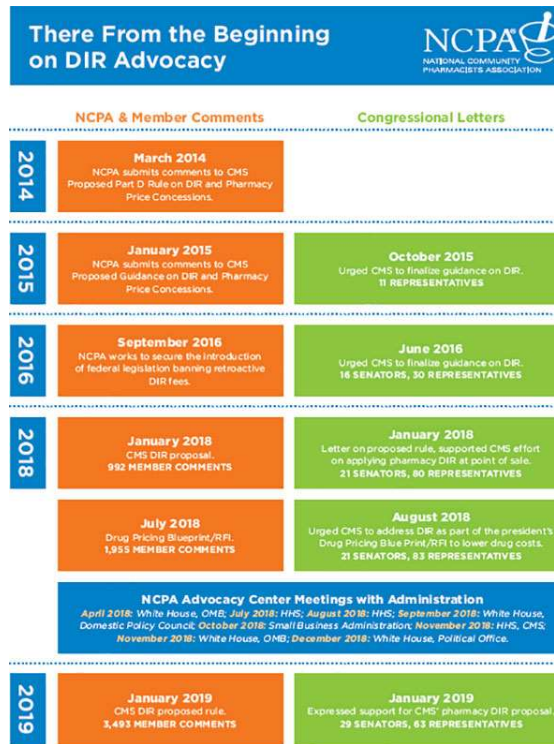 There From the Beginning
on DIR Advocacy
NCPA®
NATIONAL COMMUNITY
PHARMACISTS ASSOCIATION
NCPA & Member Comments
Congressional Letters
2014
March 2014
NCPA submits comments to CMS
Proposed Part D Rule on DIR and Pharmacy
Price Concessions.
2015
January 2015
NCPA submits comments to CMS
Proposed Guidance on DIR and Pharmacy
Price Concessions.
October 2015
Urged CMS to finalize guidance on DIR.
11 REPRESENTATIVES
2016
September 2016
NCPA works to secure the introduction
of federal legislation banning retroactive
DIR fees.
June 2016
Urged CMS to finalize guidance on DIR.
16 SENATORS, 30 REPRESENTATIVES
2018
January 2018
CMS DIR proposal.
992 MEMBER COMMENTS
January 2018
Letter on proposed rule, supported CMS effort
on applying pharmacy DIR at point of sale.
21 SENATORS, 80 REPRESENTATIVES
July 2018
Drug Pricing Blueprint/RFI.
1,955 MEMBER COMMENTS
August 2018
Urged CMS to address DIR as part of the president's
Drug Pricing Blue Print/RFI to lower drug costs.
21 SENATORS, 83 REPRESENTATIVES
NCPA Advocacy Center Meetings with Administration
April 2018: White House, OMB; July 2018: HHS; August 2018: HHS; September 2018: White House,
Domestic Policy Council; October 2018: Small Business Administration; November 2018: HHS, CMS;
November 2018: White House, OMB; December 2018: White House, Political Office.
2019
January 2019
CMS DIR proposed rule.
3,493 MEMBER COMMENTS
January 2019
Expressed support for CMS' pharmacy DIR proposal.
29 SENATORS, 63 REPRESENTATIVES